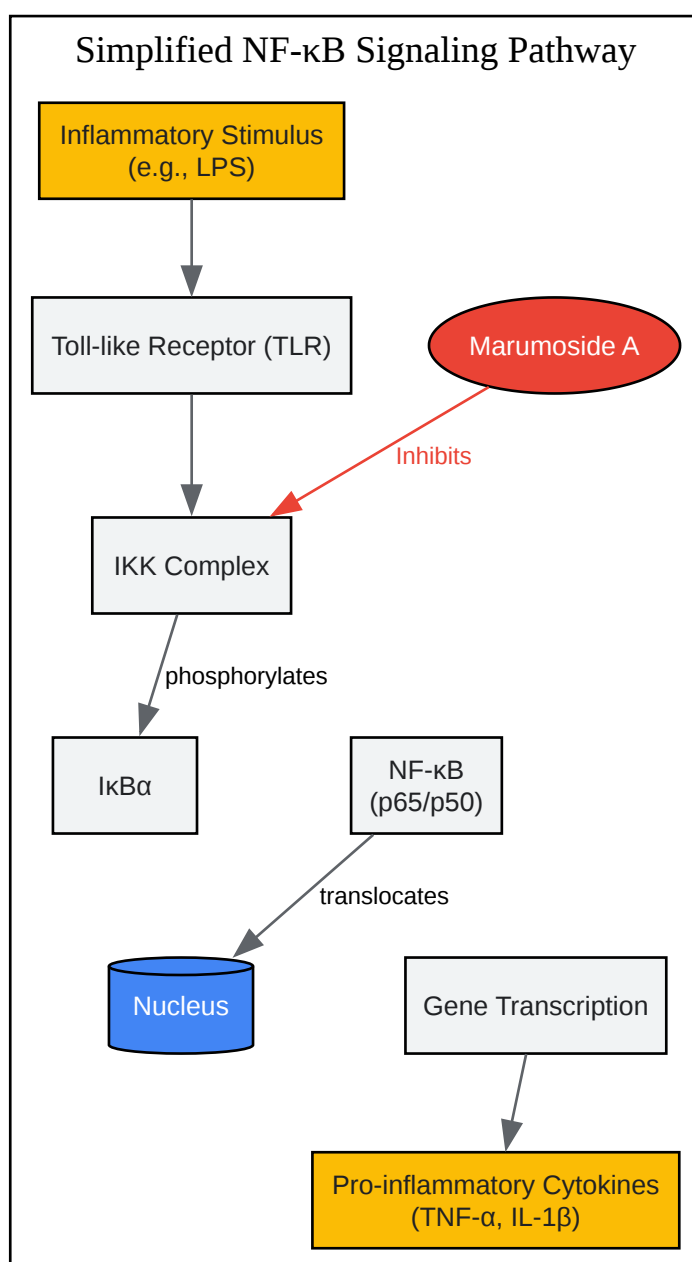 Simplified NF-κB Signaling Pathway
Inflammatory Stimulus
(e.g., LPS)
Toll-like Receptor (TLR)
Marumoside A
Inhibits
IKK Complex
phosphorylates
IκBα
NF-κB
(p65/p50)
translocates
Nucleus
Gene Transcription
Pro-inflammatory Cytokines
(TNF-α, IL-1β)